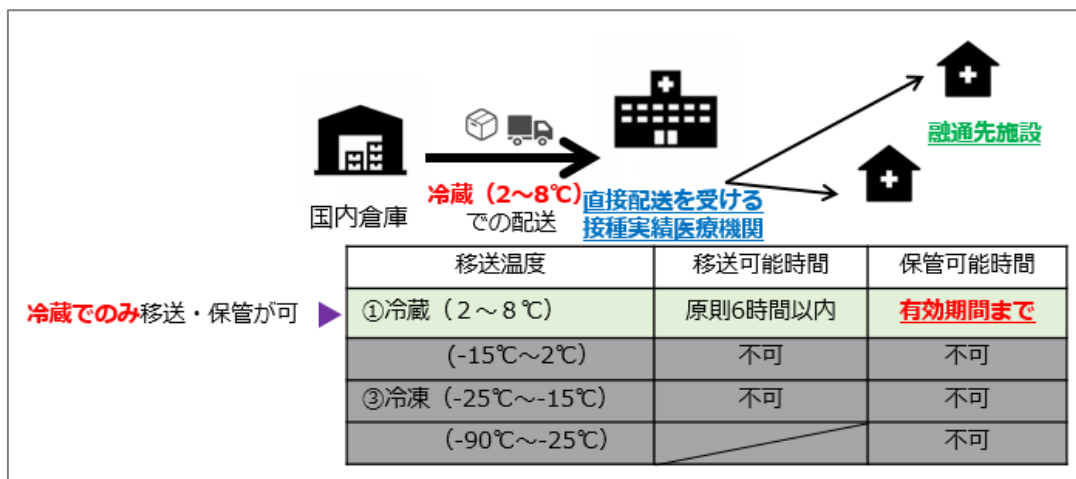 融通先施設
国内倉庫
冷蔵（2～8℃）
での配送
直接配送を受ける
接種実績医療機関
移送温度 移送可能時間 保管可能時間
冷蔵でのみ移送・保管が可 ①冷蔵（２～８℃） 原則6時間以内 有効期間まで
(-15℃～2℃) 不可 不可
③冷凍（-25℃～-15℃） 不可 不可
(-90℃～-25℃) 不可